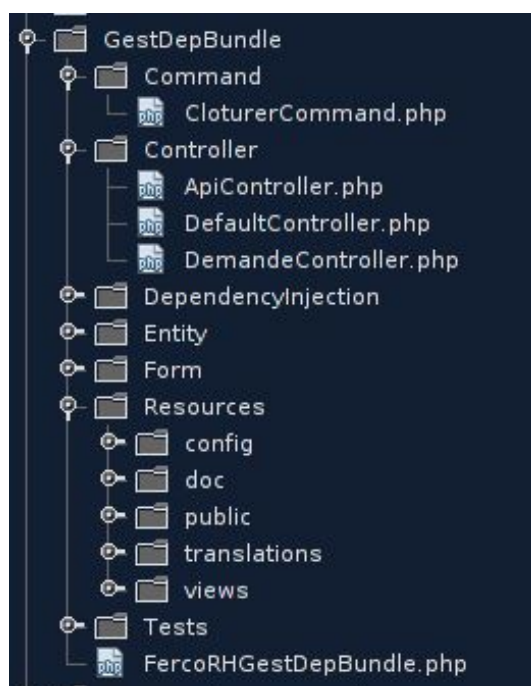 GestDepBundle
Command
CloturerCommand.php
Controller
ApiController.php
DefaultController.php
DemandeController.php
DependencyInjection
Entity
Form
Resources
config
doc
public
translations
views
Tests
FercoRHGestDepBundle.php